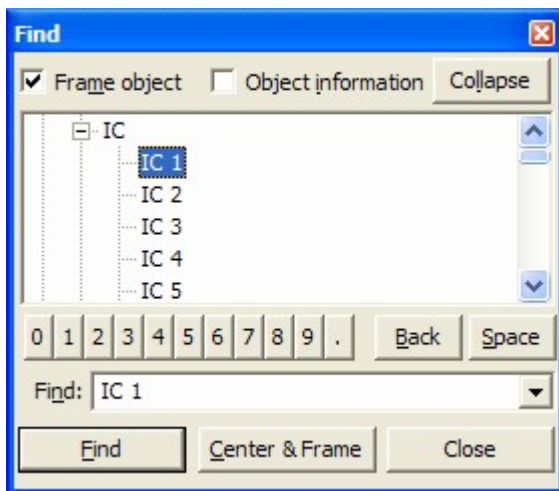 Find
Frame object Object information Collapse
IC
IC 1
IC 2
IC 3
IC 4
IC 5
0 1 2 3 4 5 6 7 8 9 . Back Space
Find: IC 1
Find Center & Frame Close